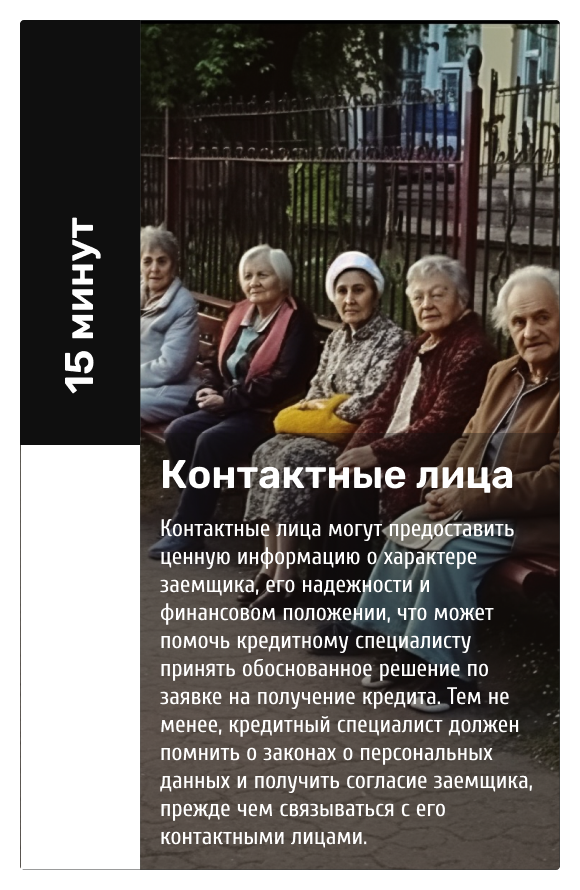 15 минут
Контактные лица
Контактные лица могут предоставить
ценную информацию о характере
заемщика, его надежности и
финансовом положении, что может
помочь кредитному специалисту
принять обоснованное решение по
заявке на получение кредита. Тем не
менее, кредитный специалист должен
помнить о законах о персональных
данных и получить согласие заемщика,
прежде чем связываться с его
контактными лицами.